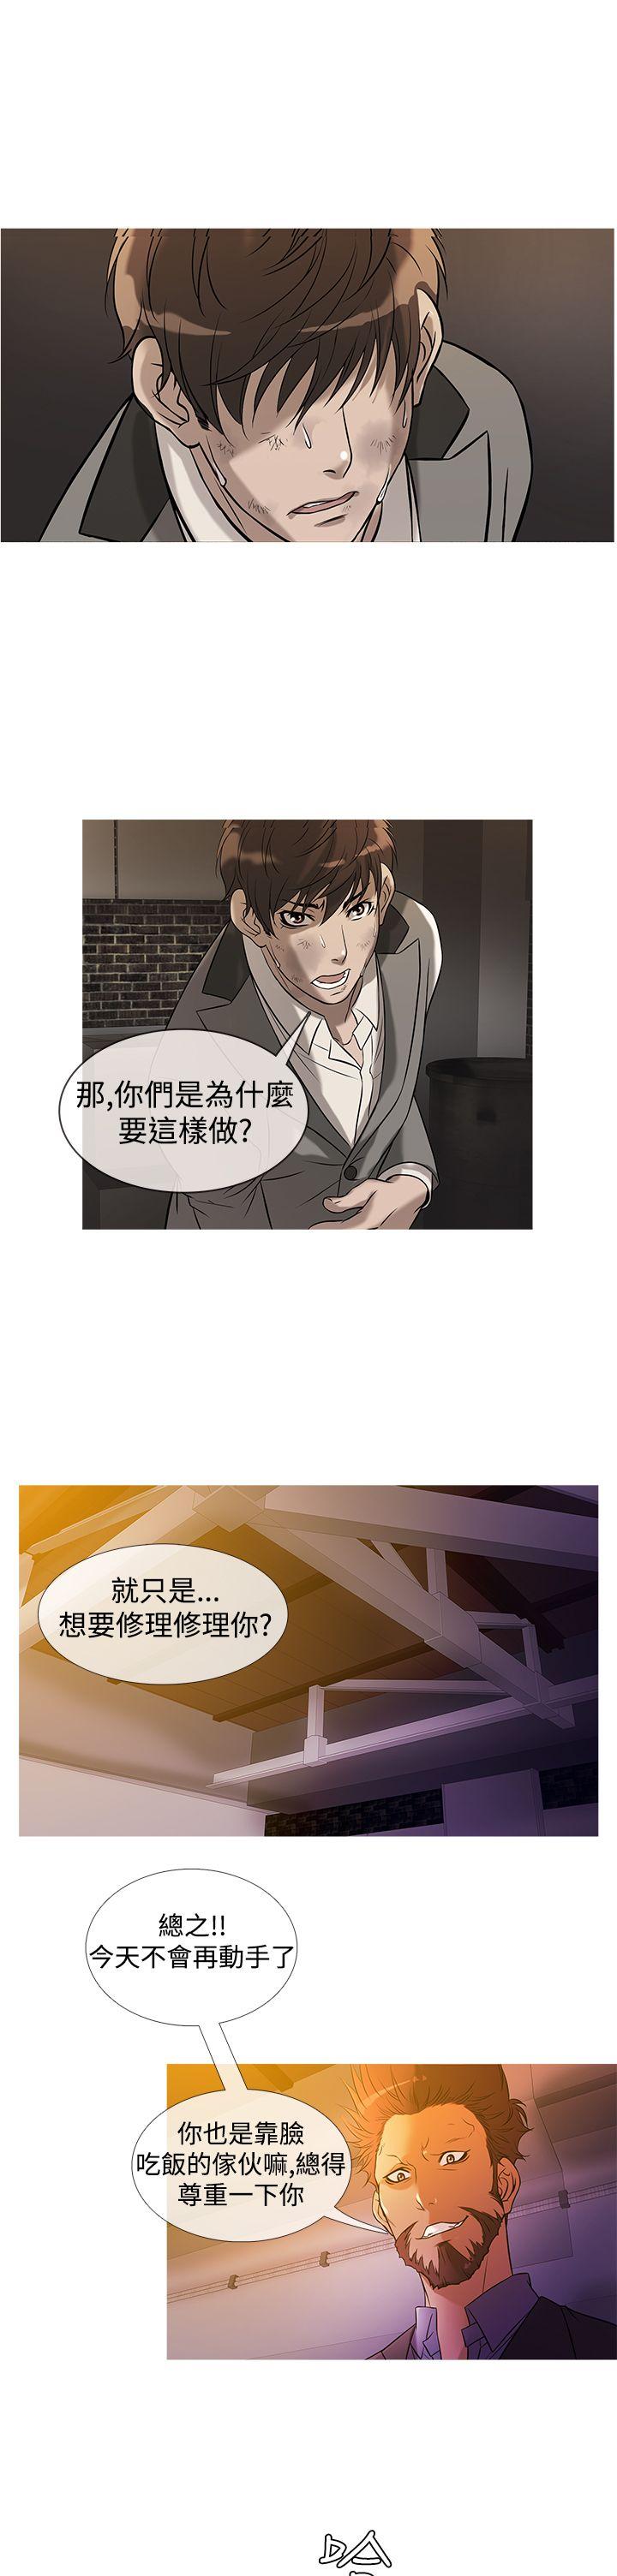 那,你們是為什麼
要這樣做?
就只是...
想要修理修理你?
總之!!
今天不會再動手了
你也是靠臉
吃飯的傢伙嘛,總得
尊重一下你
哈